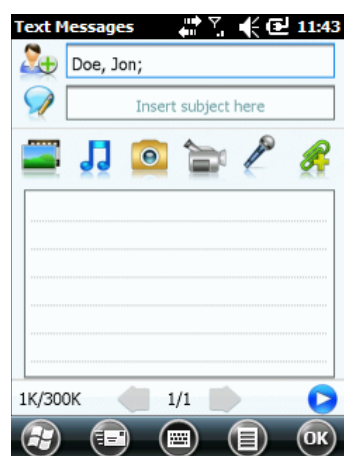 Text Messages 11:43
Doe, Jon;
Insert subject here
1K/300K 1/1
OK